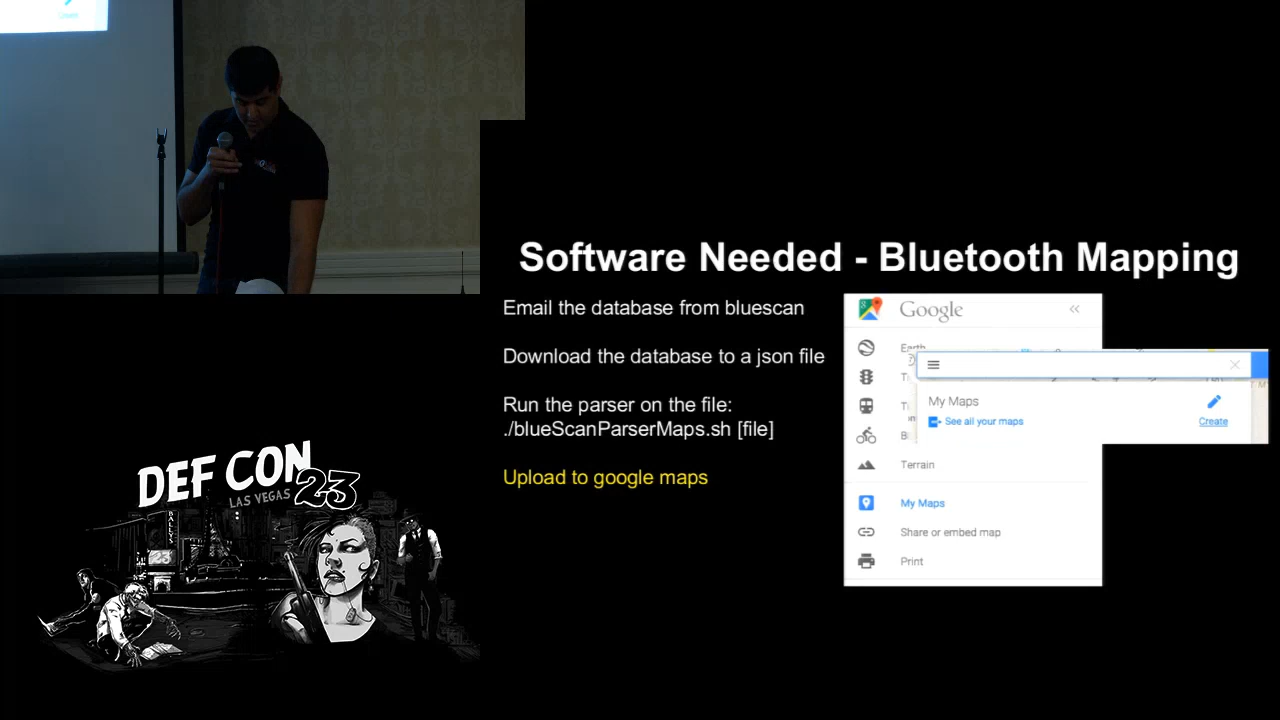 Software Needed - Bluetooth Mapping
Email the database from bluescan
Download the database to a json file
Run the parser on the file:
./blueScanParserMaps.sh [file]
Upload to google maps
Google
Earth
My Maps
See all your maps
Create
Terrain
My Maps
Share or embed map
Print
DEF CON
LAS VEGAS 23
BALLY'S